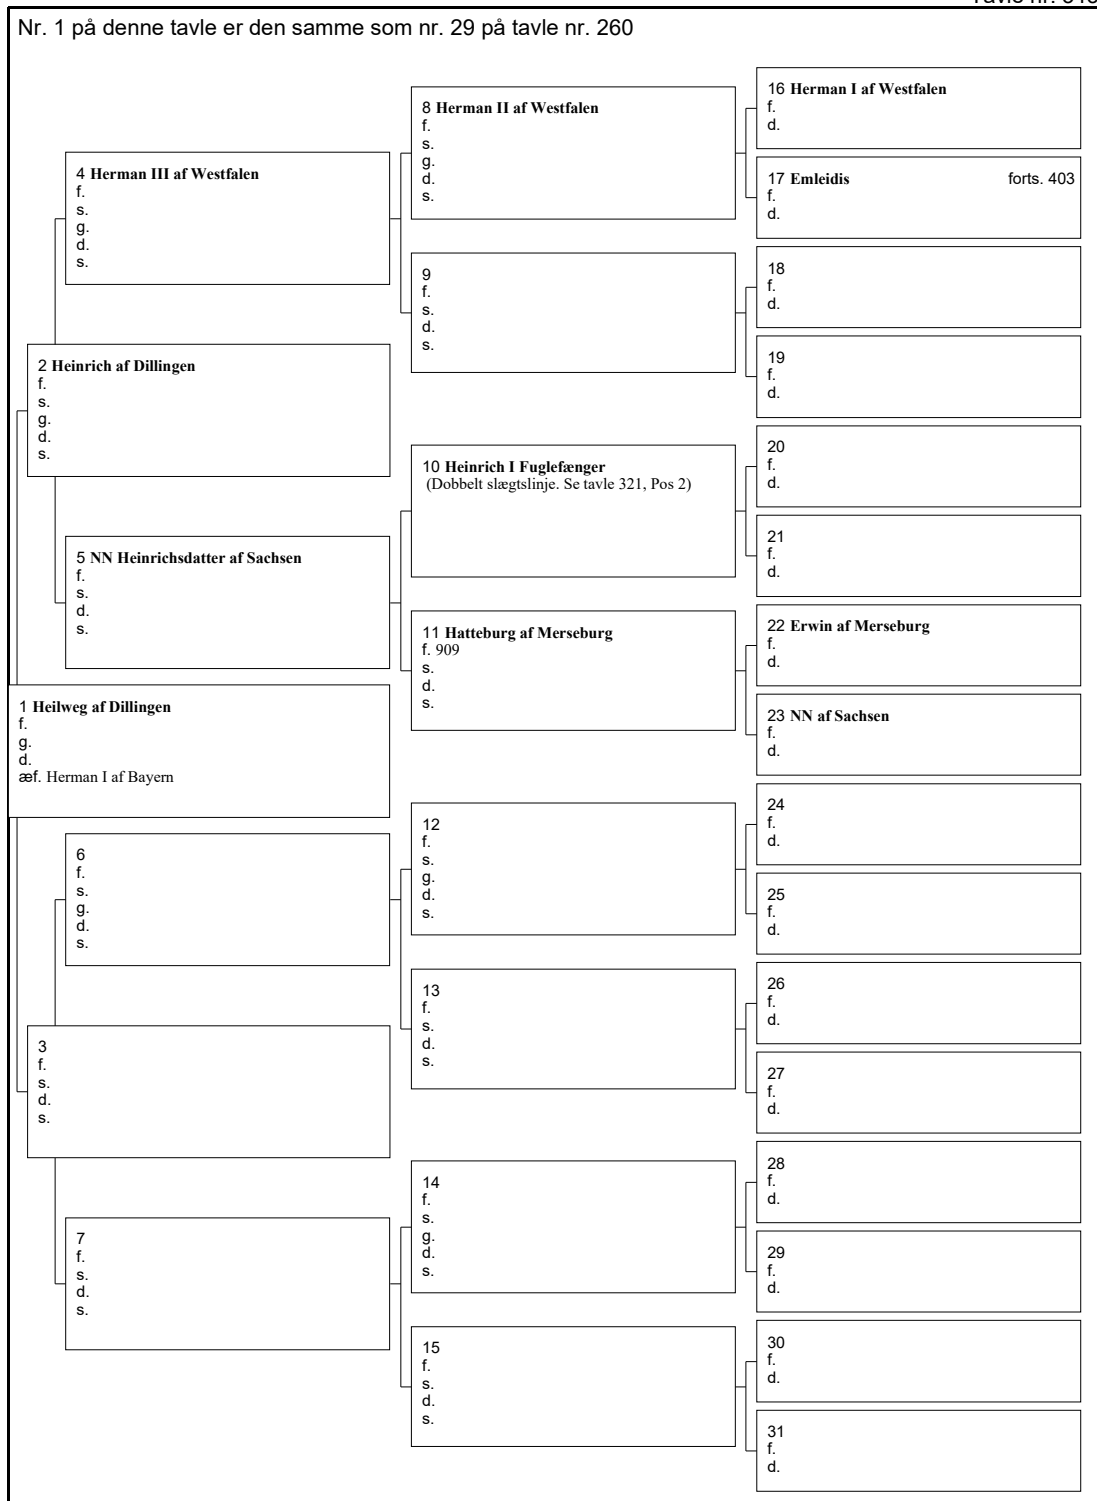 Nr. 1 på denne tavle er den samme som nr. 29 på tavle nr. 260
1 Heilweg af Dillingen
f.
g.
d.
æf. Herman I af Bayern
2 Heinrich af Dillingen
f.
s.
g.
d.
s.
3
f.
s.
d.
s.
4 Herman III af Westfalen
f.
s.
g.
d.
s.
5 NN Heinrichsdatter af Sachsen
f.
s.
d.
s.
6
f.
s.
g.
d.
s.
7
f.
s.
d.
s.
8 Herman II af Westfalen
f.
s.
g.
d.
s.
9
f.
s.
d.
s.
10 Heinrich I Fuglefænger
(Dobbelt slægtslinje. Se tavle 321, Pos 2)
11 Hatteburg af Merseburg
f. 909
s.
d.
s.
12
f.
s.
g.
d.
s.
13
f.
s.
d.
s.
14
f.
s.
g.
d.
s.
15
f.
s.
d.
s.
16 Herman I af Westfalen
f.
d.
17 Emleidis forts. 403
f.
d.
18
f.
d.
19
f.
d.
20
f.
d.
21
f.
d.
22 Erwin af Merseburg
f.
d.
23 NN af Sachsen
f.
d.
24
f.
d.
25
f.
d.
26
f.
d.
27
f.
d.
28
f.
d.
29
f.
d.
30
f.
d.
31
f.
d.